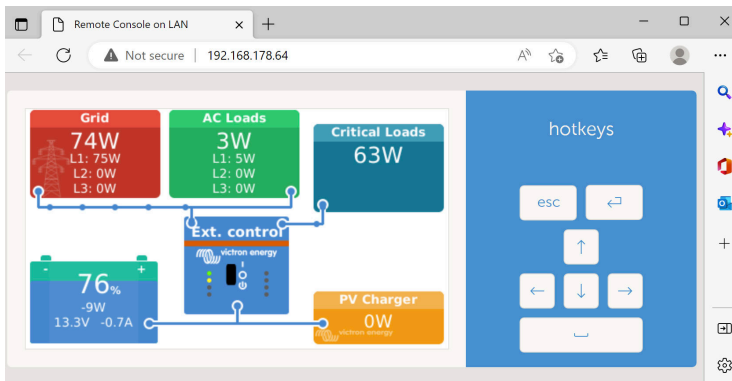 Remote Console on LAN
Not secure
192.168.178.64
Grid
74W
L1: 75W
L2: 0W
L3: 0W
AC Loads
3W
L1: 5W
L2: 0W
L3: 0W
Critical Loads
63W
Ext. control
victron energy
I
O
- +
76%
-9W
13.3V -0.7A
PV Charger
0W
victron energy
hotkeys
esc